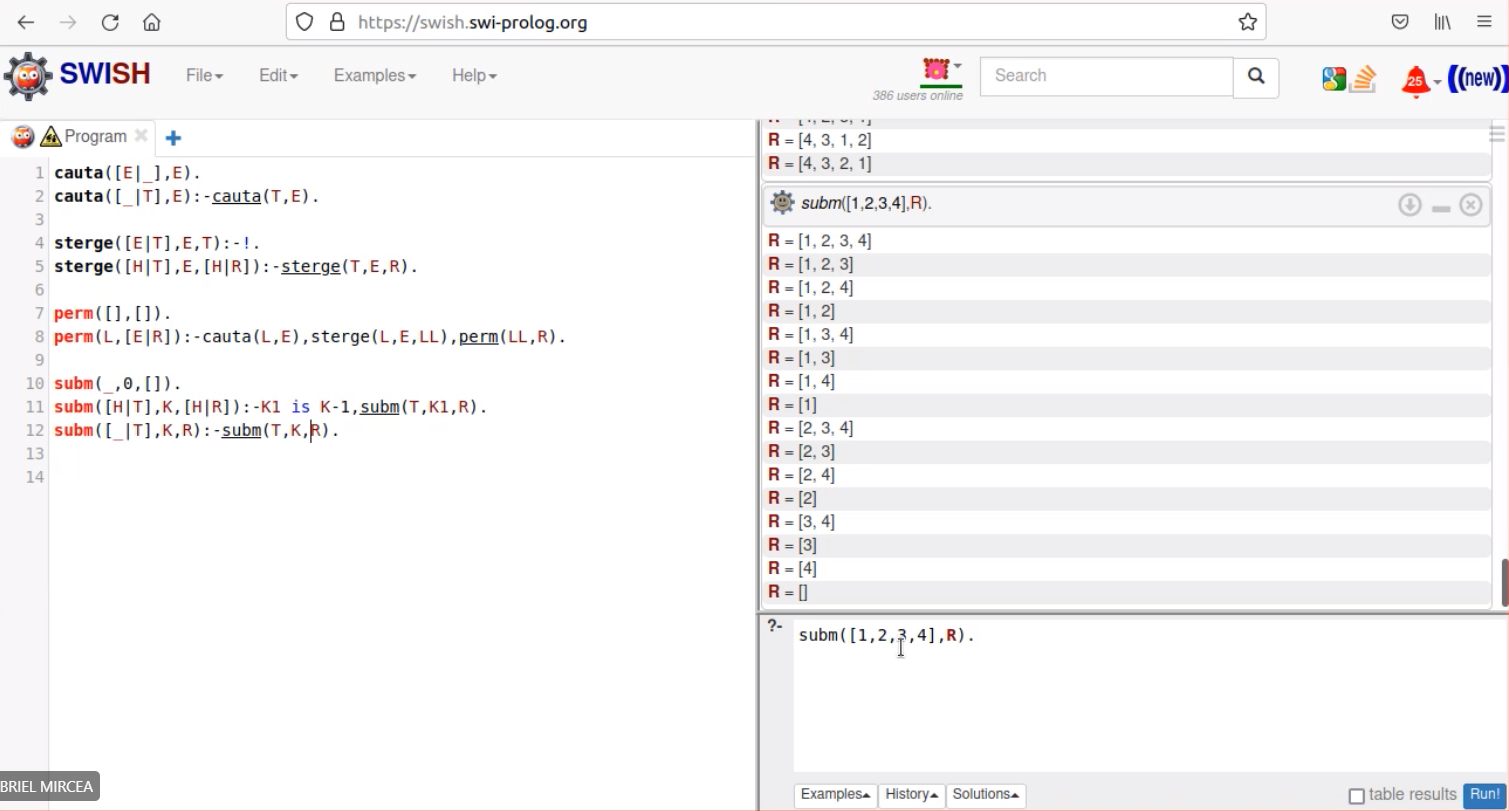 https://swish.swi-prolog.org
SWISH File Edit Examples Help 386 users online Search 25 ((new))
Program
1 cauta([E|_],E).
2 cauta([_|T],E):-cauta(T,E).
3
4 sterge([E|T],E,T):-!.
5 sterge([H|T],E,[H|R]):-sterge(T,E,R).
6
7 perm([],[]).
8 perm(L,[E|R]):-cauta(L,E),sterge(L,E,LL),perm(LL,R).
9
10 subm(_,0,[]).
11 subm([H|T],K,[H|R]):-K1 is K-1,subm(T,K1,R).
12 subm([_|T],K,R):-subm(T,K,R).
13
14
BRIEL MIRCEA
R = [4, 3, 1, 2]
R = [4, 3, 2, 1]
subm([1,2,3,4],R).
R = [1, 2, 3, 4]
R = [1, 2, 3]
R = [1, 2, 4]
R = [1, 2]
R = [1, 3, 4]
R = [1, 3]
R = [1, 4]
R = [1]
R = [2, 3, 4]
R = [2, 3]
R = [2, 4]
R = [2]
R = [3, 4]
R = [3]
R = [4]
R = []
?- subm([1,2,3,4],R).
Examples History Solutions table results Run!